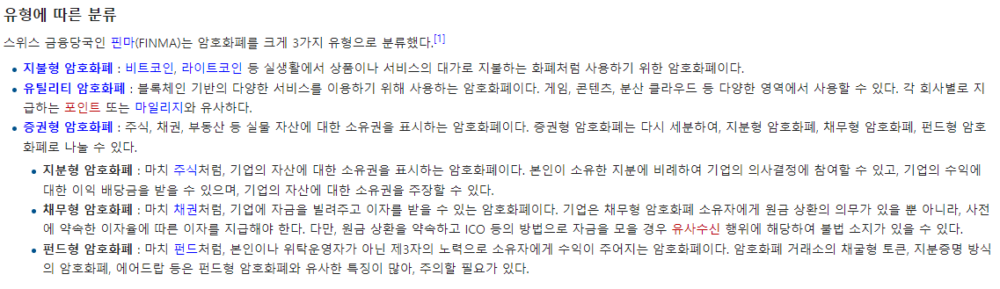 유형에 따른 분류
스위스 금융당국인 핀마(FINMA)는 암호화폐를 크게 3가지 유형으로 분류했다.[1]
지불형 암호화폐 : 비트코인, 라이트코인 등 실생활에서 상품이나 서비스의 대가로 지불하는 화폐처럼 사용하기 위한 암호화폐이다.
유틸리티 암호화폐 : 블록체인 기반의 다양한 서비스를 이용하기 위해 사용하는 암호화폐이다. 게임, 콘텐츠, 분산 클라우드 등 다양한 영역에서 사용할 수 있다. 각 회사별로 지
급하는 포인트 또는 마일리지와 유사하다.
증권형 암호화폐 : 주식, 채권, 부동산 등 실물 자산에 대한 소유권을 표시하는 암호화폐이다. 증권형 암호화폐는 다시 세분하여, 지분형 암호화폐, 채무형 암호화폐, 펀드형 암호
화폐로 나눌 수 있다.
지분형 암호화폐 : 마치 주식처럼, 기업의 자산에 대한 소유권을 표시하는 암호화폐이다. 본인이 소유한 지분에 비례하여 기업의 의사결정에 참여할 수 있고, 기업의 수익에
대한 이익 배당금을 받을 수 있으며, 기업의 자산에 대한 소유권을 주장할 수 있다.
채무형 암호화폐 : 마치 채권처럼, 기업에 자금을 빌려주고 이자를 받을 수 있는 암호화폐이다. 기업은 채무형 암호화폐 소유자에게 원금 상환의 의무가 있을 뿐 아니라, 사전
에 약속한 이자율에 따른 이자를 지급해야 한다. 다만, 원금 상환을 약속하고 ICO 등의 방법으로 자금을 모을 경우 유사수신 행위에 해당하여 불법 소지가 있을 수 있다.
펀드형 암호화폐 : 마치 펀드처럼, 본인이나 위탁운영자가 아닌 제3자의 노력으로 소유자에게 수익이 주어지는 암호화폐이다. 암호화폐 거래소의 채굴형 토큰, 지분증명 방식
의 암호화폐, 에어드랍 등은 펀드형 암호화폐와 유사한 특징이 많아, 주의할 필요가 있다.